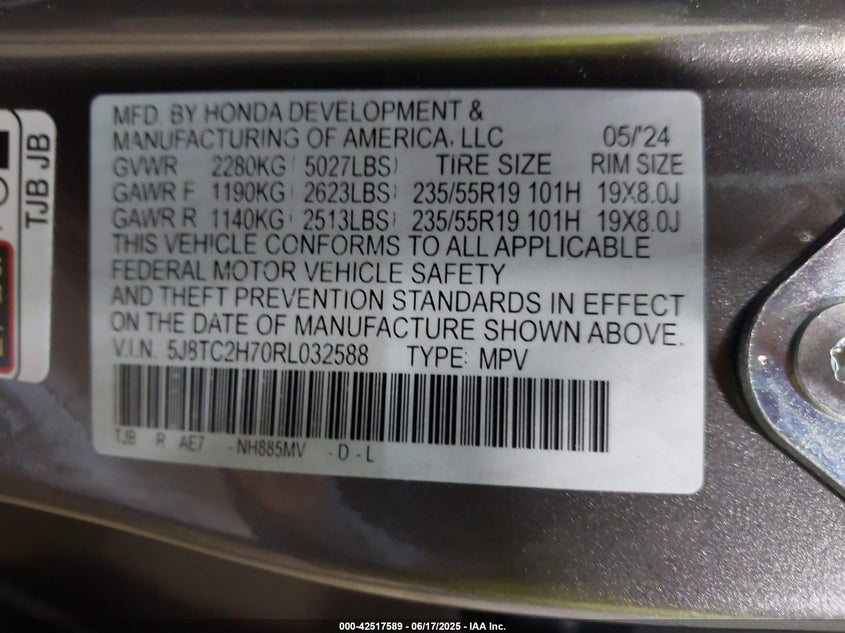 MFD. BY HONDA DEVELOPMENT &
MANUFACTURING OF AMERICA, LLC 05/'24
GVWR 2280KG ( 5027LBS) TIRE SIZE RIM SIZE
GAWR F 1190KG ( 2623LBS) 235/55R19 101H 19X8.0J
GAWR R 1140KG ( 2513LBS) 235/55R19 101H 19X8.0J
THIS VEHICLE CONFORMS TO ALL APPLICABLE
FEDERAL MOTOR VEHICLE SAFETY
AND THEFT PREVENTION STANDARDS IN EFFECT
ON THE DATE OF MANUFACTURE SHOWN ABOVE.
V.I.N. 5J8TC2H70RL032588 TYPE: MPV
TJB R AE7 - NH885MV - D - L
TJB JB
000-42517589 - 06/17/2025 - IAA Inc.